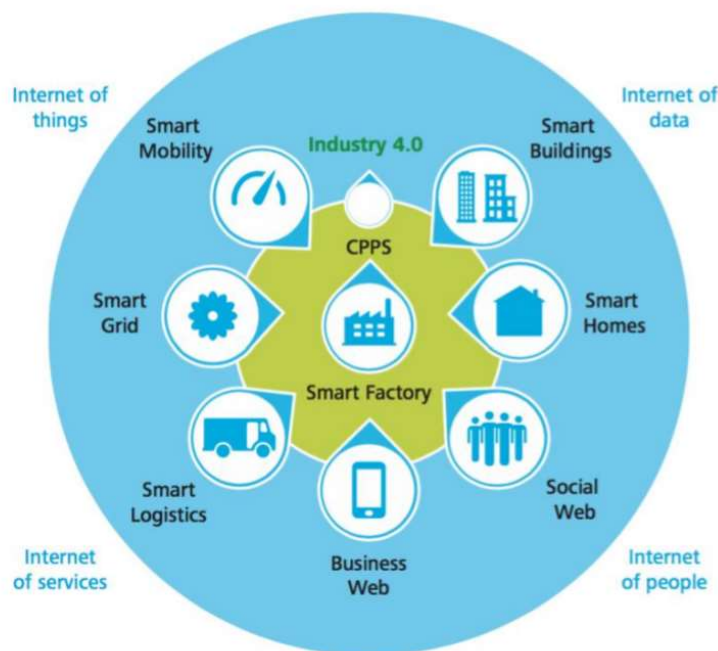 Internet of
things
Internet of
data
Smart
Mobility
Industry 4.0
Smart
Buildings
CPPS
Smart
Grid
Smart
Homes
Smart Factory
Smart
Logistics
Social
Web
Business
Web
Internet
of services
Internet
of people